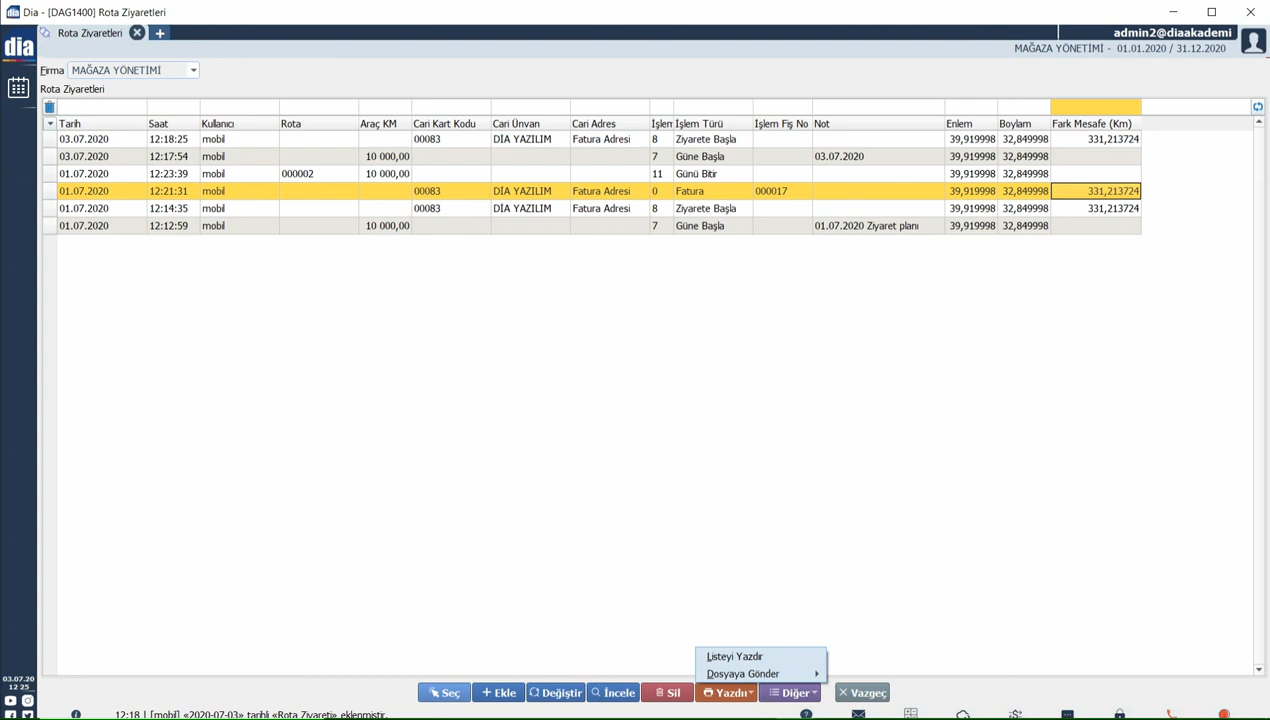 Dia - [DAG1400] Rota Ziyaretleri
dia
Rota Ziyaretleri
admin2@diaakademi
MAĞAZA YÖNETİMİ - 01.01.2020 / 31.12.2020
Firma MAĞAZA YÖNETİMİ
Rota Ziyaretleri
Tarih Saat Kullanıcı Rota Araç KM Cari Kart Kodu Cari Ünvan Cari Adres İşlem İşlem Türü İşlem Fiş No Not Enlem Boylam Fark Mesafe (Km)
03.07.2020 12:18:25 mobil 00083 DİA YAZILIM Fatura Adresi 8 Ziyarete Başla 39,919998 32,849998 331,213724
03.07.2020 12:17:54 mobil 10 000,00 7 Güne Başla 03.07.2020 39,919998 32,849998
01.07.2020 12:23:39 mobil 000002 10 000,00 11 Günü Bitir 39,919998 32,849998
01.07.2020 12:21:31 mobil 00083 DİA YAZILIM Fatura Adresi 0 Fatura 000017 39,919998 32,849998 331,213724
01.07.2020 12:14:35 mobil 00083 DİA YAZILIM Fatura Adresi 8 Ziyarete Başla 39,919998 32,849998 331,213724
01.07.2020 12:12:59 mobil 10 000,00 7 Güne Başla 01.07.2020 Ziyaret planı 39,919998 32,849998
Listeyi Yazdır
Dosyaya Gönder
Seç Ekle Değiştir İncele Sil Yazdır Diğer Vazgeç
03.07.20
12 25
12:18 | [mobil] «2020-07-03» tarihli «Rota Ziyareti» eklenmiştir.